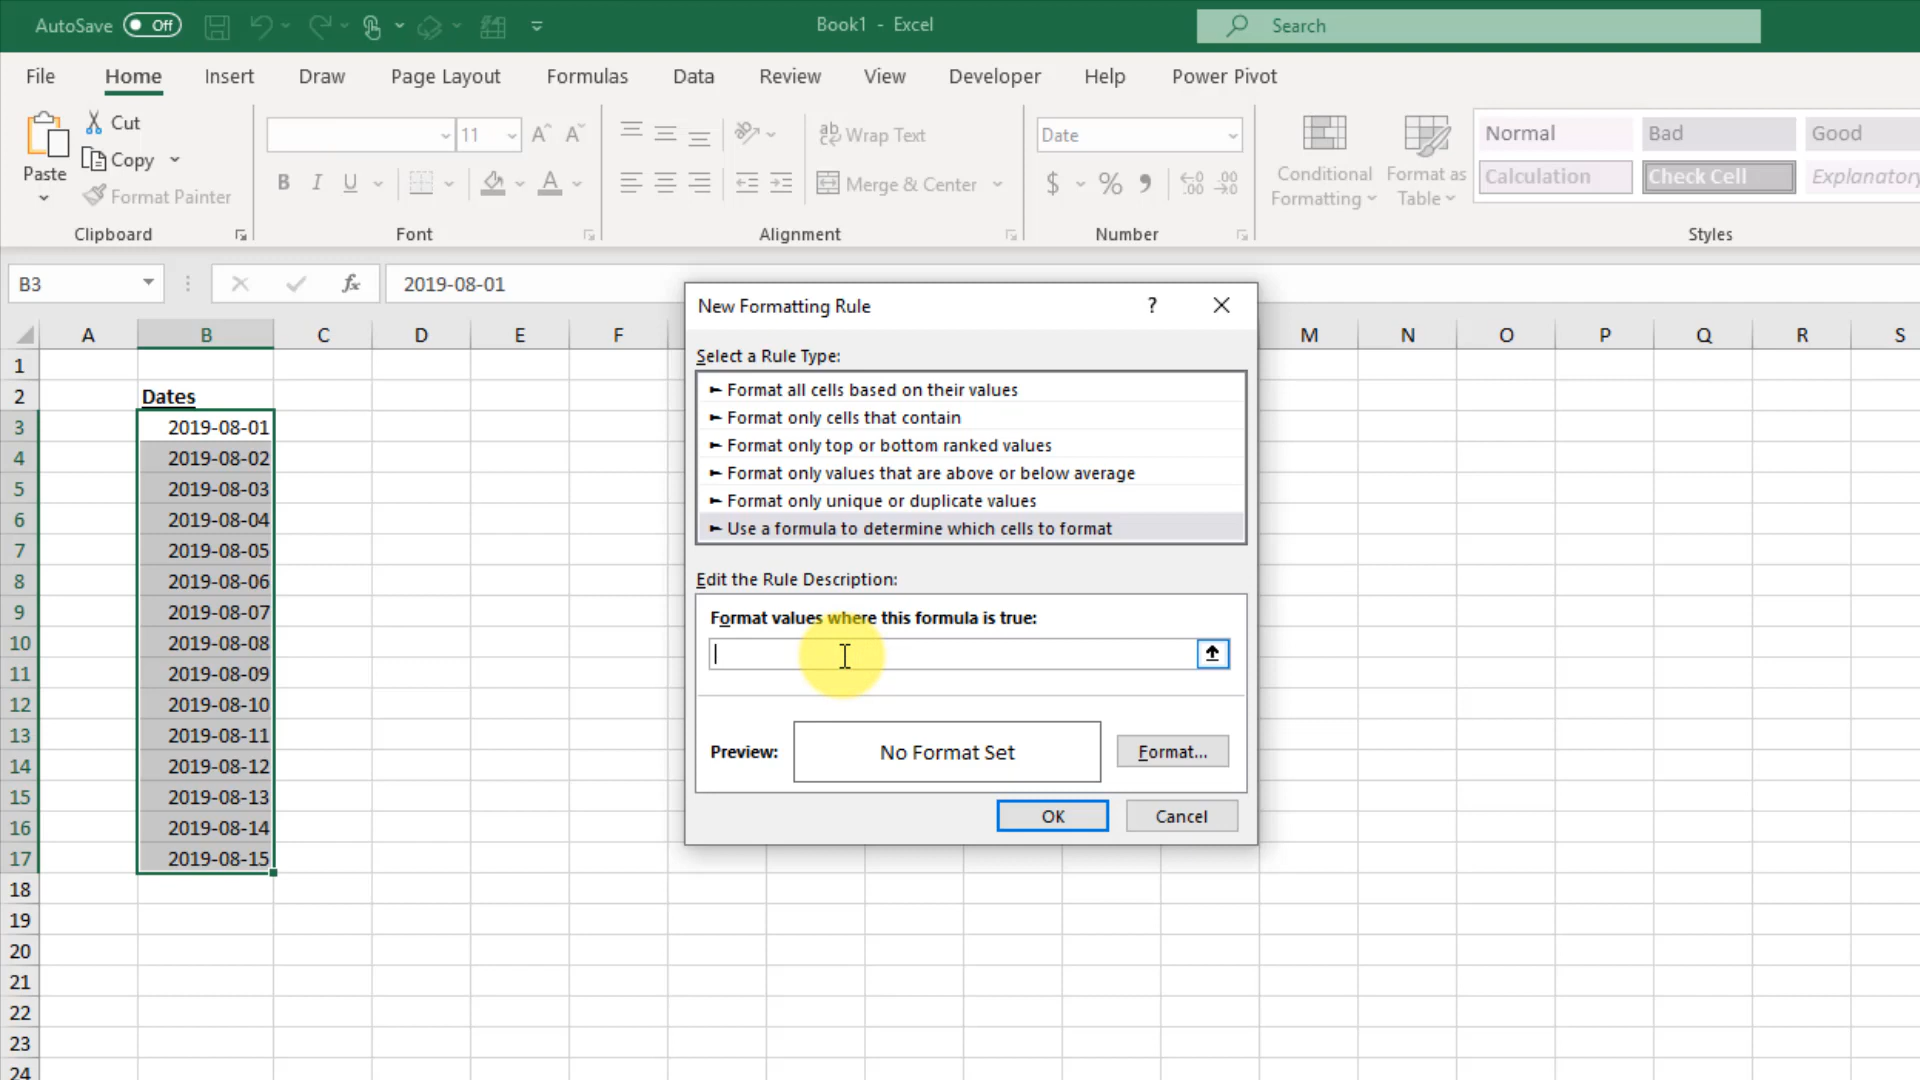 AutoSave Off Book1 - Excel Search
File Home Insert Draw Page Layout Formulas Data Review View Developer Help Power Pivot
Paste Cut Copy Format Painter
Clipboard
11
B I U
Font
Wrap Text
Merge & Center
Alignment
Date
$ % ,
Number
Conditional Formatting
Format as Table
Normal Bad Good
Calculation Check Cell Explanatory
Styles
B3 fx 2019-08-01
A B C D E F M N O P Q R S
1
2 Dates
3 2019-08-01
4 2019-08-02
5 2019-08-03
6 2019-08-04
7 2019-08-05
8 2019-08-06
9 2019-08-07
10 2019-08-08
11 2019-08-09
12 2019-08-10
13 2019-08-11
14 2019-08-12
15 2019-08-13
16 2019-08-14
17 2019-08-15
18
19
20
21
22
23
24
New Formatting Rule ?
Select a Rule Type:
► Format all cells based on their values
► Format only cells that contain
► Format only top or bottom ranked values
► Format only values that are above or below average
► Format only unique or duplicate values
► Use a formula to determine which cells to format
Edit the Rule Description:
Format values where this formula is true:
Preview: No Format Set Format...
OK Cancel